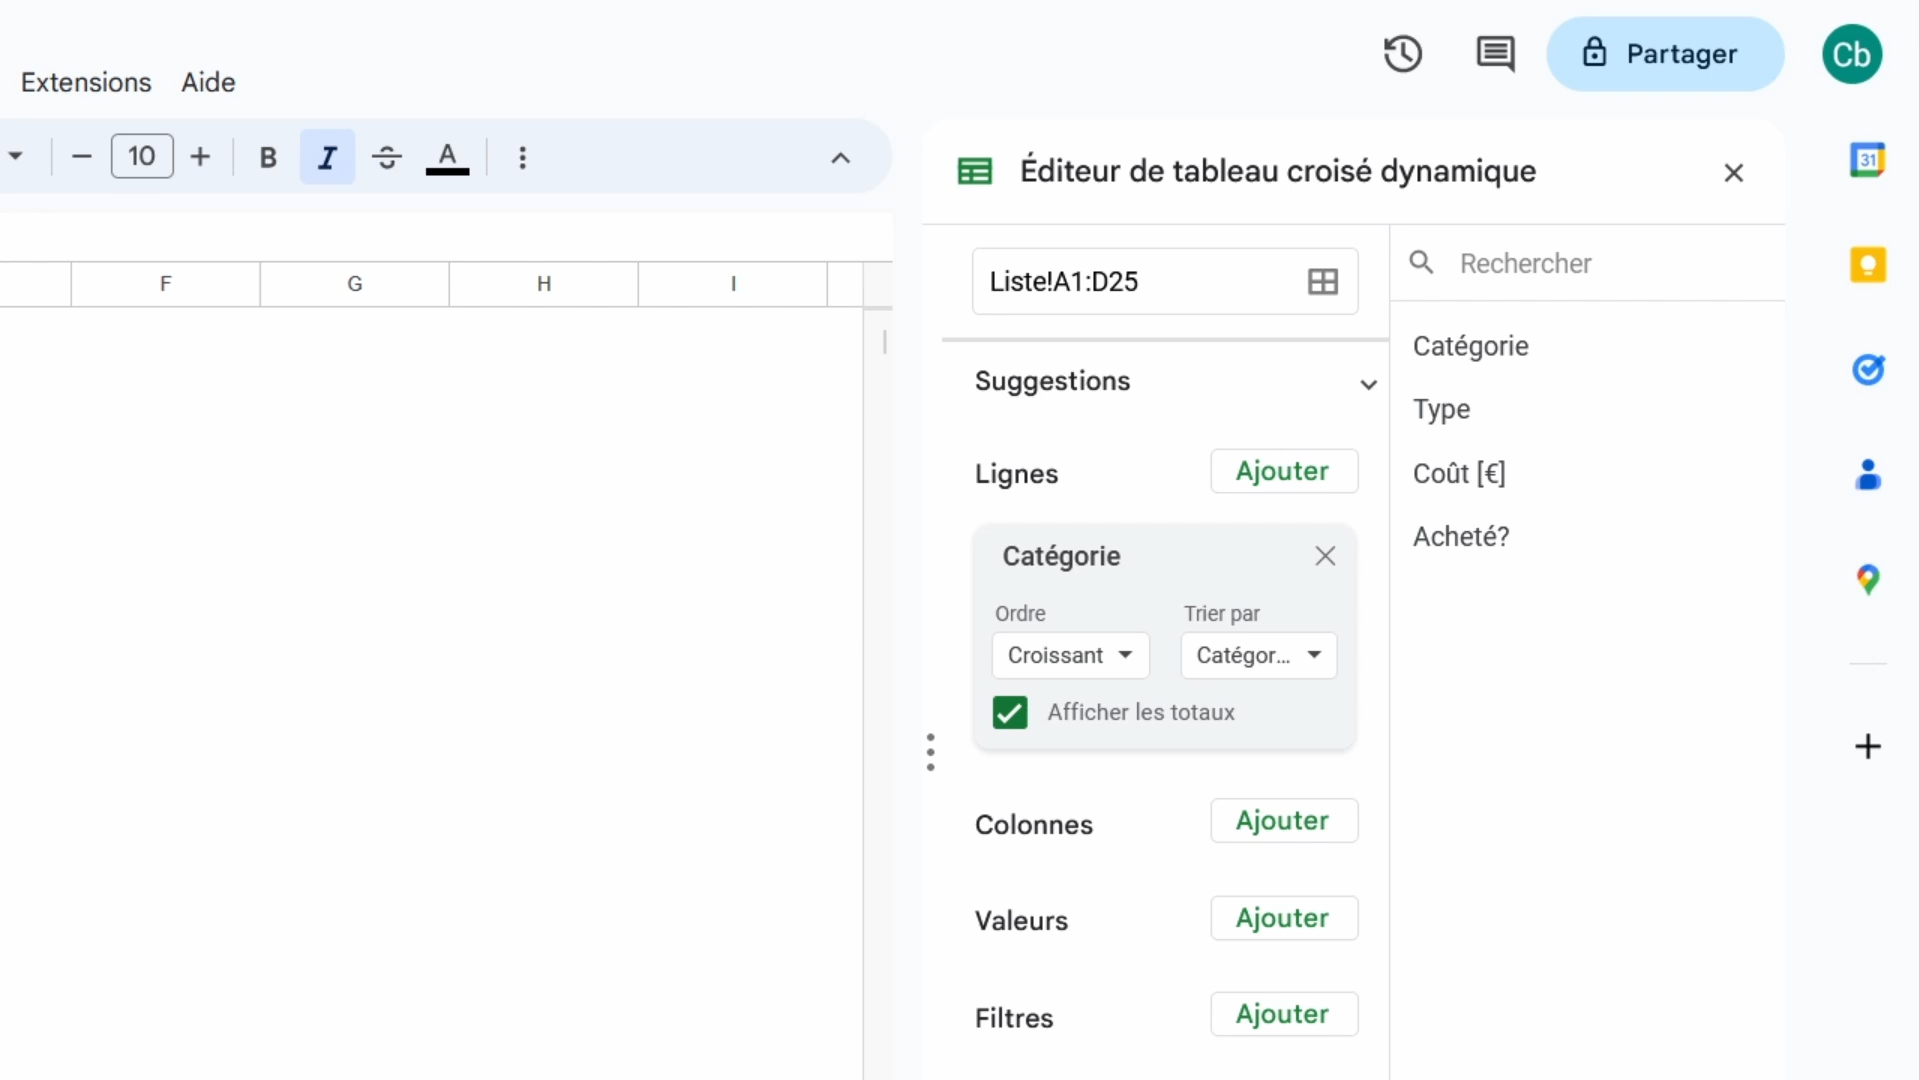 Extensions Aide
Partager
Cb
10
B I S A
Éditeur de tableau croisé dynamique
31
F G H I
Liste!A1:D25
Rechercher
Suggestions
Lignes Ajouter
Catégorie
Ordre Trier par
Croissant Catégor...
Afficher les totaux
Colonnes Ajouter
Valeurs Ajouter
Filtres Ajouter
Catégorie
Type
Coût [€]
Acheté?